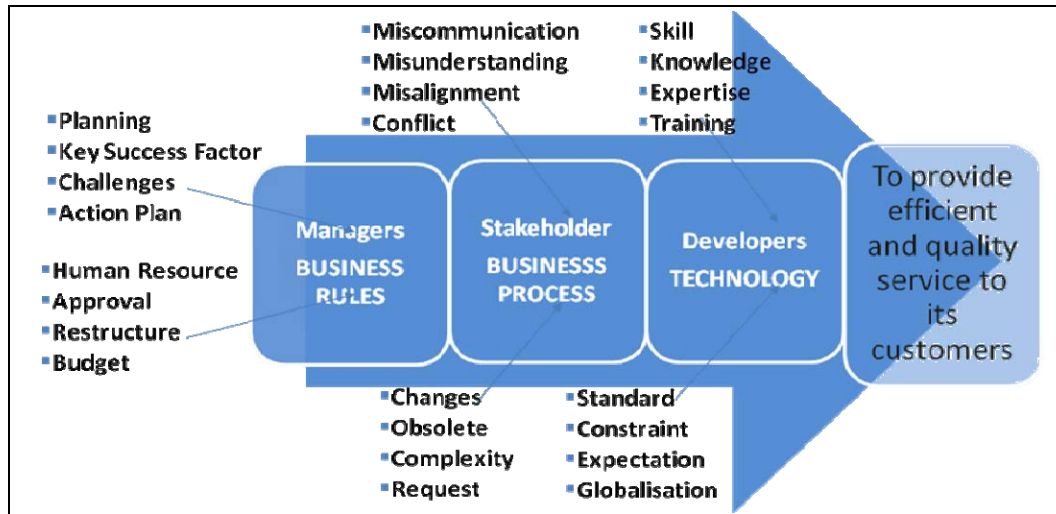 ▪Miscommunication
▪Misunderstanding
▪Misalignment
▪Conflict
▪Skill
▪Knowledge
▪Expertise
▪Training
▪Planning
▪Key Success Factor
▪Challenges
▪Action Plan
▪Human Resource
▪Approval
▪Restructure
▪Budget
Managers
BUSINESS
RULES
Stakeholder
BUSINESSS
PROCESS
Developers
TECHNOLOGY
To provide
efficient
and quality
service to
its
customers
▪Changes
▪Obsolete
▪Complexity
▪Request
▪Standard
▪Constraint
▪Expectation
▪Globalisation